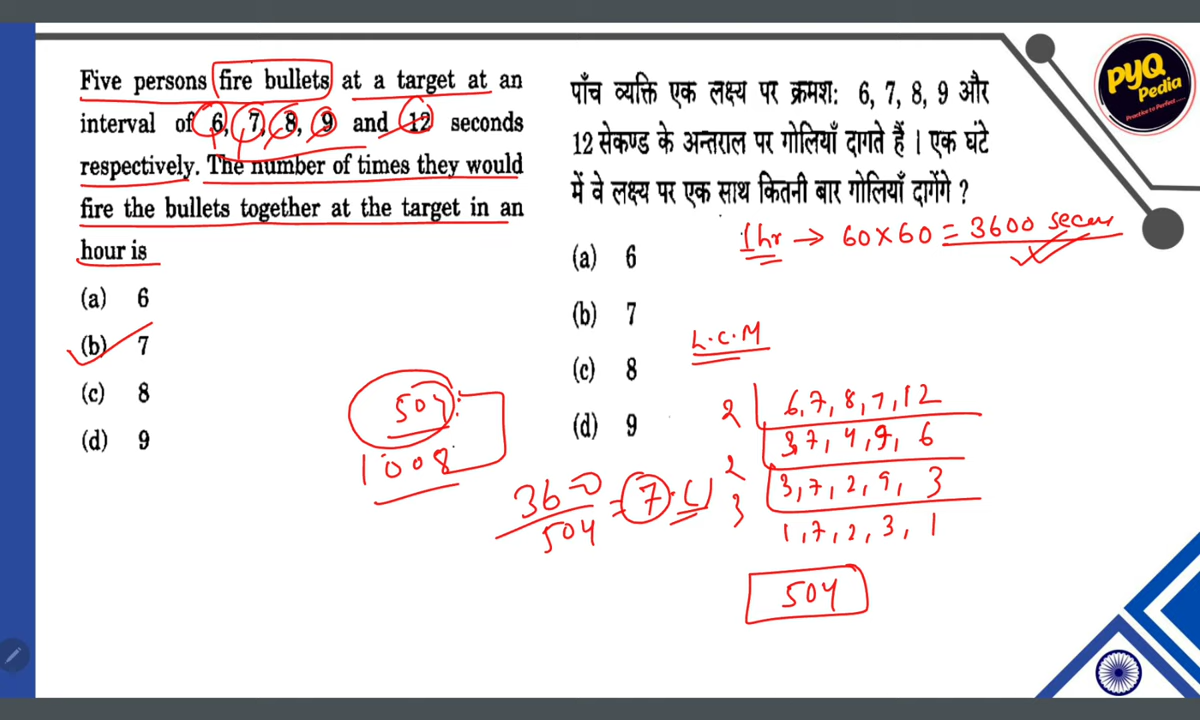 Five persons fire bullets at a target at an
interval of 6, 7, 8, 9 and 12 seconds
respectively. The number of times they would
fire the bullets together at the target in an
hour is
(a) 6
(b) 7
(c) 8
(d) 9
पाँच व्यक्ति एक लक्ष्य पर क्रमशः 6, 7, 8, 9 और
12 सेकण्ड के अन्तराल पर गोलियाँ दागते हैं । एक घंटे
में वे लक्ष्य पर एक साथ कितनी बार गोलियाँ दागेंगे ?
(a) 6
(b) 7
(c) 8
(d) 9
1 hr → 60 × 60 = 3600
L.C.M
2 6, 7, 8, 9, 12
2 3, 7, 4, 9, 6
3 3, 7, 2, 9, 3
1, 7, 2, 3, 1
504
504
1008
3600
504
= 7.
PYQ
Pedia
Practice to Perfect